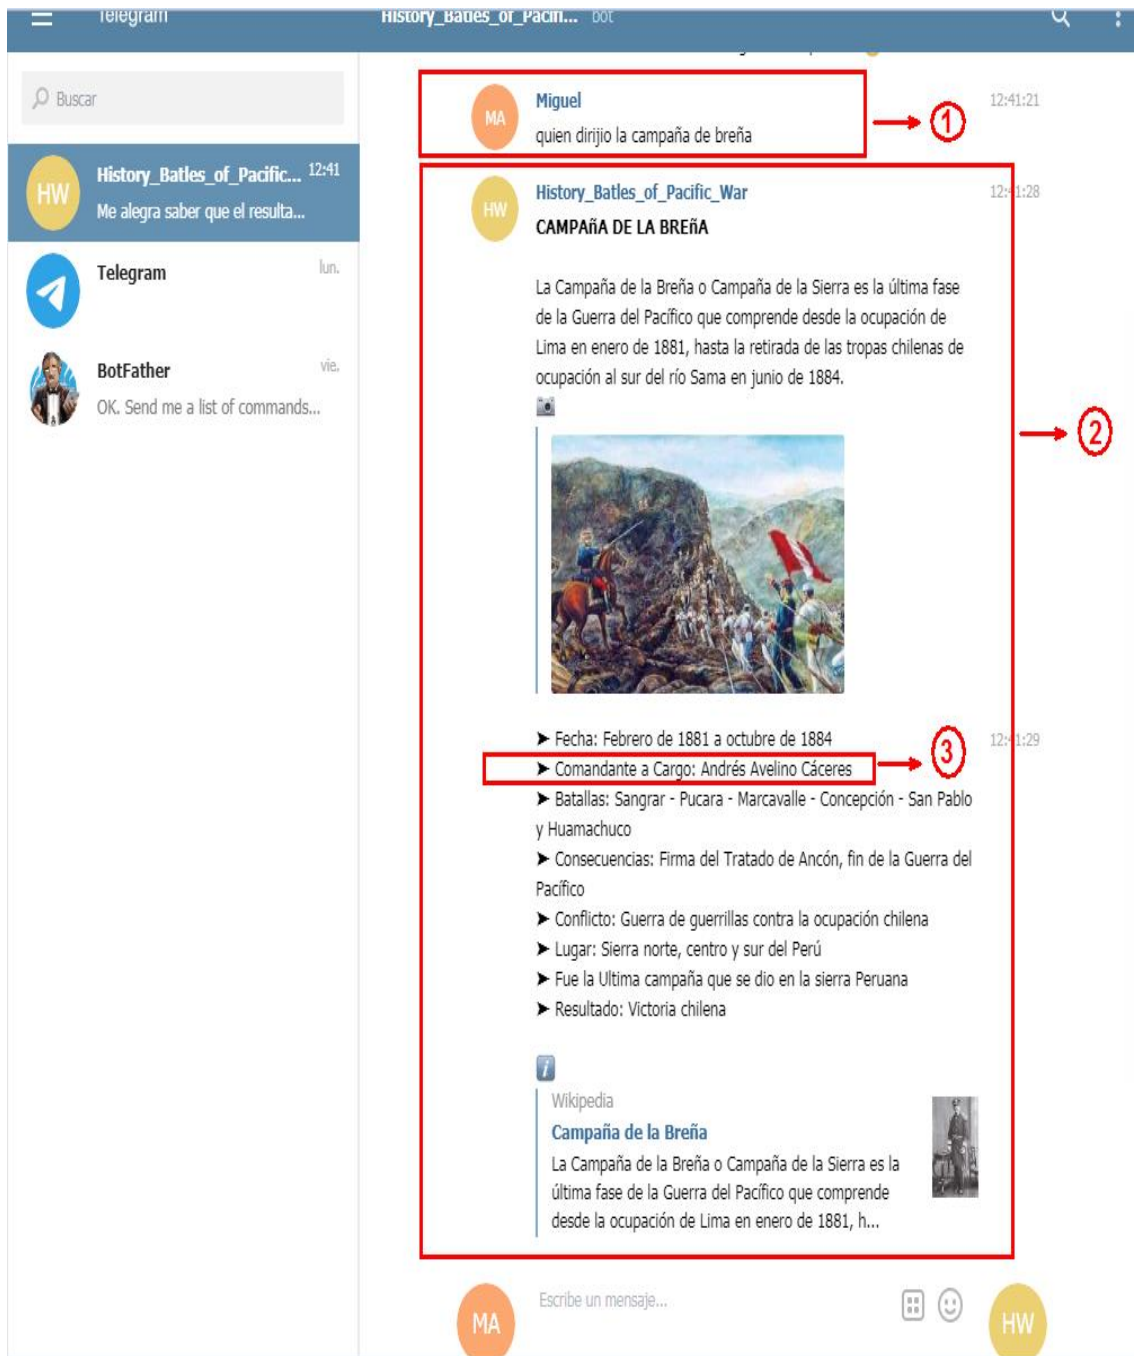 Telegram
History_Batles_of_Pacifi... bot
Buscar
History_Batles_of_Pacific... 12:41
HW
Me alegra saber que el resulta...
Telegram lun.
BotFather vie.
OK. Send me a list of commands...
MA
Miguel 12:41:21
quien dirijio la campaña de breña
1
HW
History_Batles_of_Pacific_War 12:41:28
CAMPAñA DE LA BREñA
La Campaña de la Breña o Campaña de la Sierra es la última fase
de la Guerra del Pacífico que comprende desde la ocupación de
Lima en enero de 1881, hasta la retirada de las tropas chilenas de
ocupación al sur del río Sama en junio de 1884.
2
➤ Fecha: Febrero de 1881 a octubre de 1884 12:41:29
➤ Comandante a Cargo: Andrés Avelino Cáceres
3
➤ Batallas: Sangrar - Pucara - Marcavalle - Concepción - San Pablo
y Huamachuco
➤ Consecuencias: Firma del Tratado de Ancón, fin de la Guerra del
Pacífico
➤ Conflicto: Guerra de guerrillas contra la ocupación chilena
➤ Lugar: Sierra norte, centro y sur del Perú
➤ Fue la Ultima campaña que se dio en la sierra Peruana
➤ Resultado: Victoria chilena
i
Wikipedia
Campaña de la Breña
La Campaña de la Breña o Campaña de la Sierra es la
última fase de la Guerra del Pacífico que comprende
desde la ocupación de Lima en enero de 1881, h...
MA
Escribe un mensaje...
HW